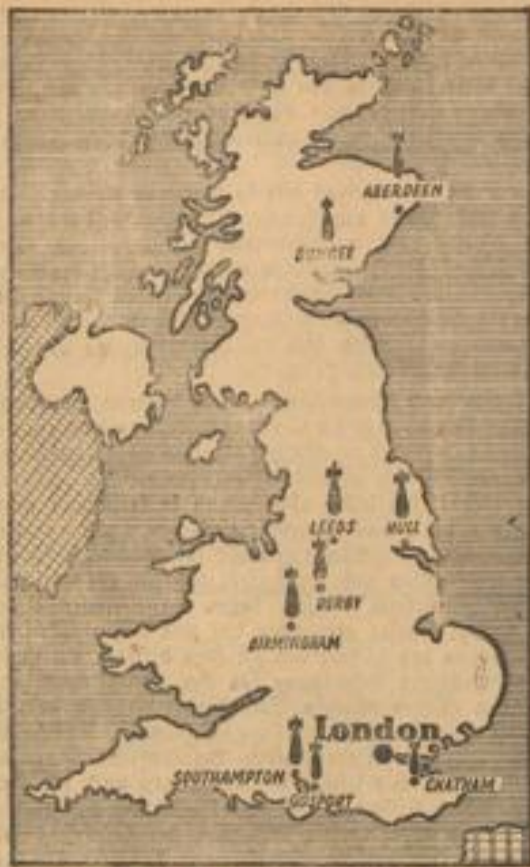 ABERDEEN
DUNDEE
LEEDS
HULL
DERBY
BIRMINGHAM
London
SOUTHAMPTON
GOSPORT
CHATHAM